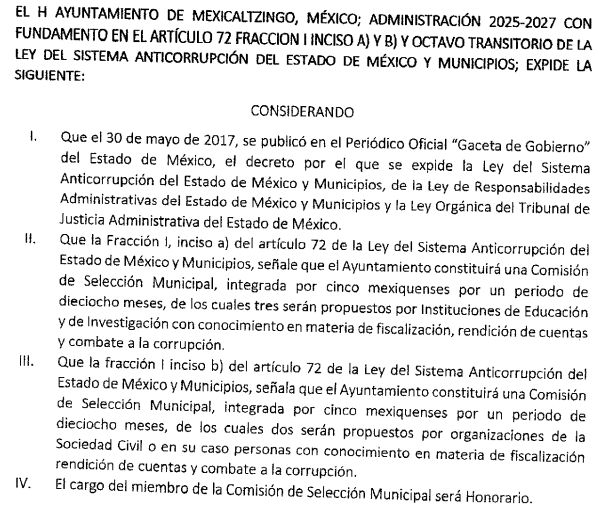 EL H AYUNTAMIENTO DE MEXICALTZINGO, MÉXICO; ADMINISTRACIÓN 2025-2027 CON
FUNDAMENTO EN EL ARTÍCULO 72 FRACCION I INCISO A) Y B) Y OCTAVO TRANSITORIO DE LA
LEY DEL SISTEMA ANTICORRUPCIÓN DEL ESTADO DE MÉXICO Y MUNICIPIOS; EXPIDE LA
SIGUIENTE:
CONSIDERANDO
I. Que el 30 de mayo de 2017, se publicó en el Periódico Oficial "Gaceta de Gobierno"
del Estado de México, el decreto por el que se expide la Ley del Sistema
Anticorrupción del Estado de México y Municipios, de la Ley de Responsabilidades
Administrativas del Estado de México y Municipios y la Ley Orgánica del Tribunal de
Justicia Administrativa del Estado de México.
II. Que la Fracción I, inciso a) del artículo 72 de la Ley del Sistema Anticorrupción del
Estado de México y Municipios, señale que el Ayuntamiento constituirá una Comisión
de Selección Municipal, integrada por cinco mexiquenses por un periodo de
dieciocho meses, de los cuales tres serán propuestos por Instituciones de Educación
y de Investigación con conocimiento en materia de fiscalización, rendición de cuentas
y combate a la corrupción.
III. Que la fracción I inciso b) del artículo 72 de la Ley del Sistema Anticorrupción del
Estado de México y Municipios, señala que el Ayuntamiento constituirá una Comisión
de Selección Municipal, integrada por cinco mexiquenses por un periodo de
dieciocho meses, de los cuales dos serán propuestos por organizaciones de la
Sociedad Civil o en su caso personas con conocimiento en materia de fiscalización
rendición de cuentas y combate a la corrupción.
IV. El cargo del miembro de la Comisión de Selección Municipal será Honorario.